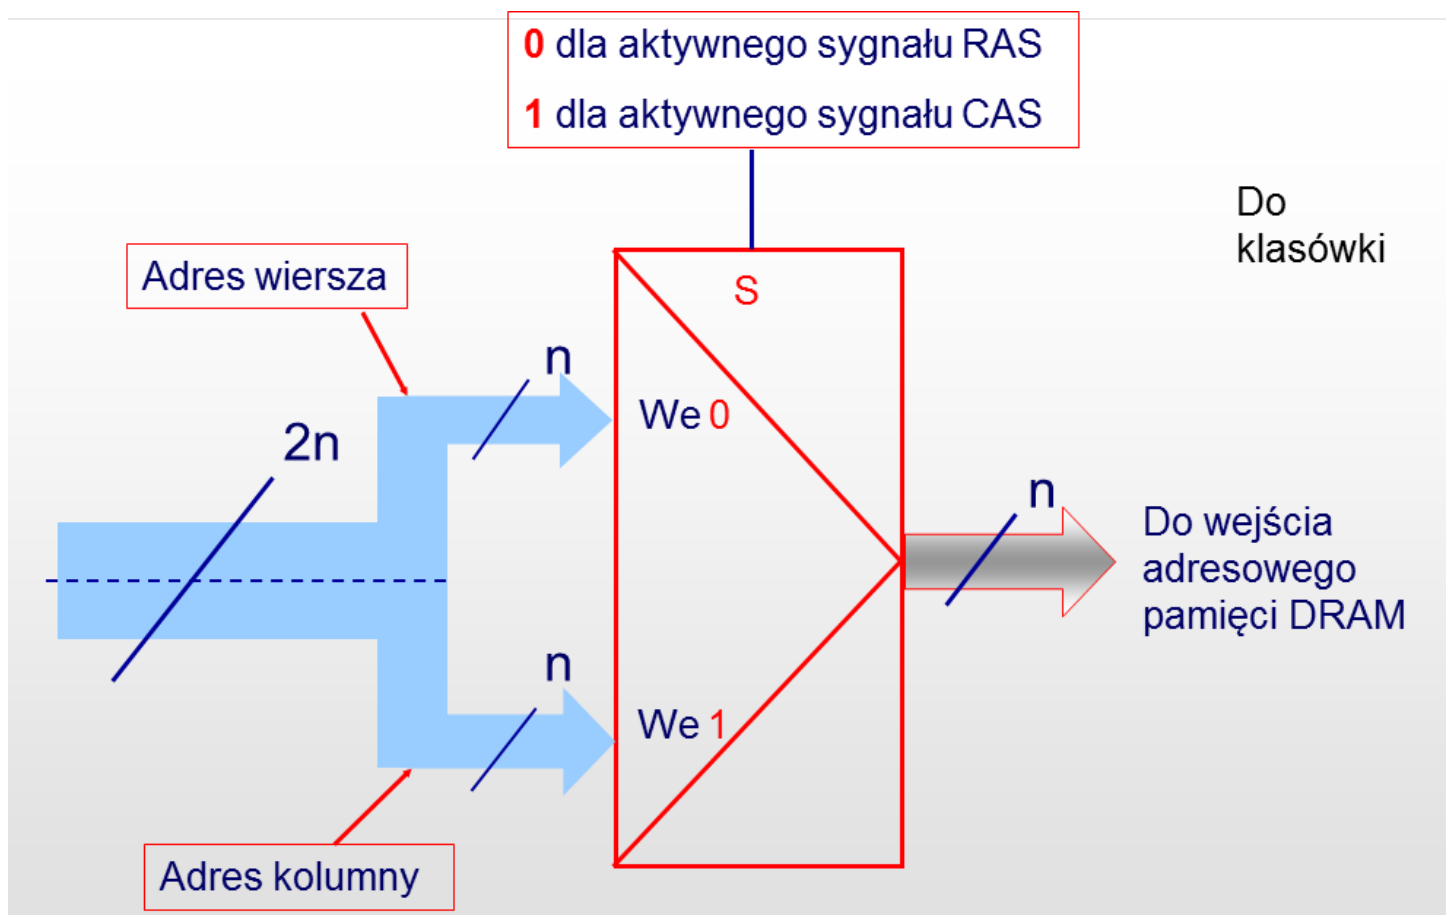 0 dla aktywnego sygnału RAS
1 dla aktywnego sygnału CAS
Do
klasówki
Adres wiersza
S
n
We 0
2n
n
Do wejścia
adresowego
pamięci DRAM
n
We 1
Adres kolumny